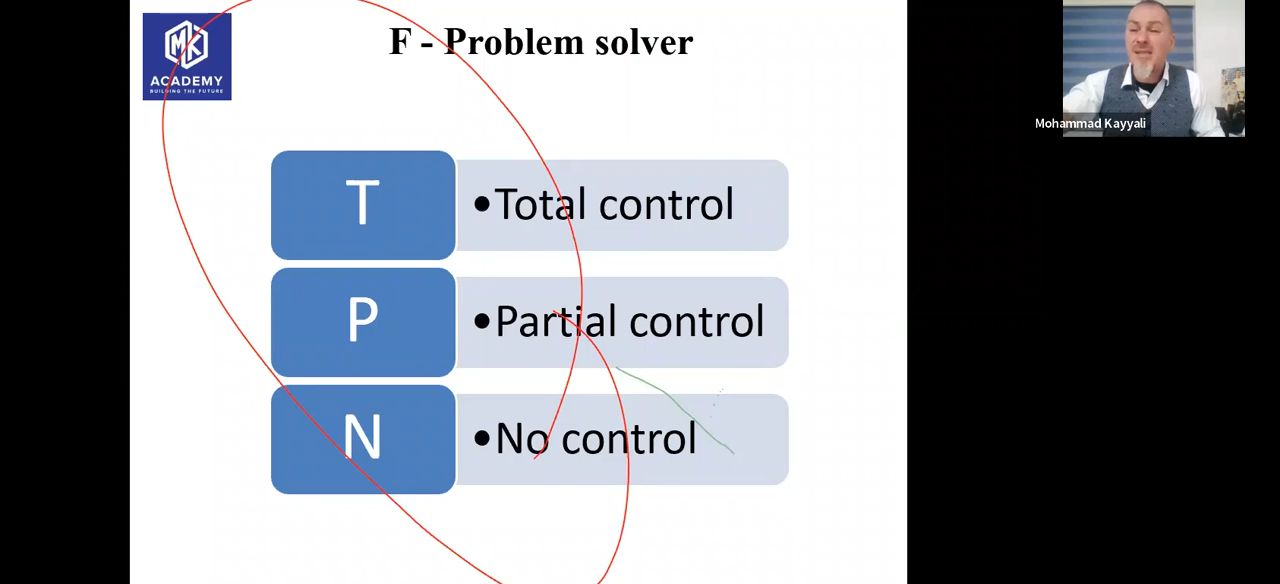 F - Problem solver
MK
ACADEMY
BUILDING THE FUTURE
T
•Total control
P
•Partial control
N
•No control
Mohammad Kayyali